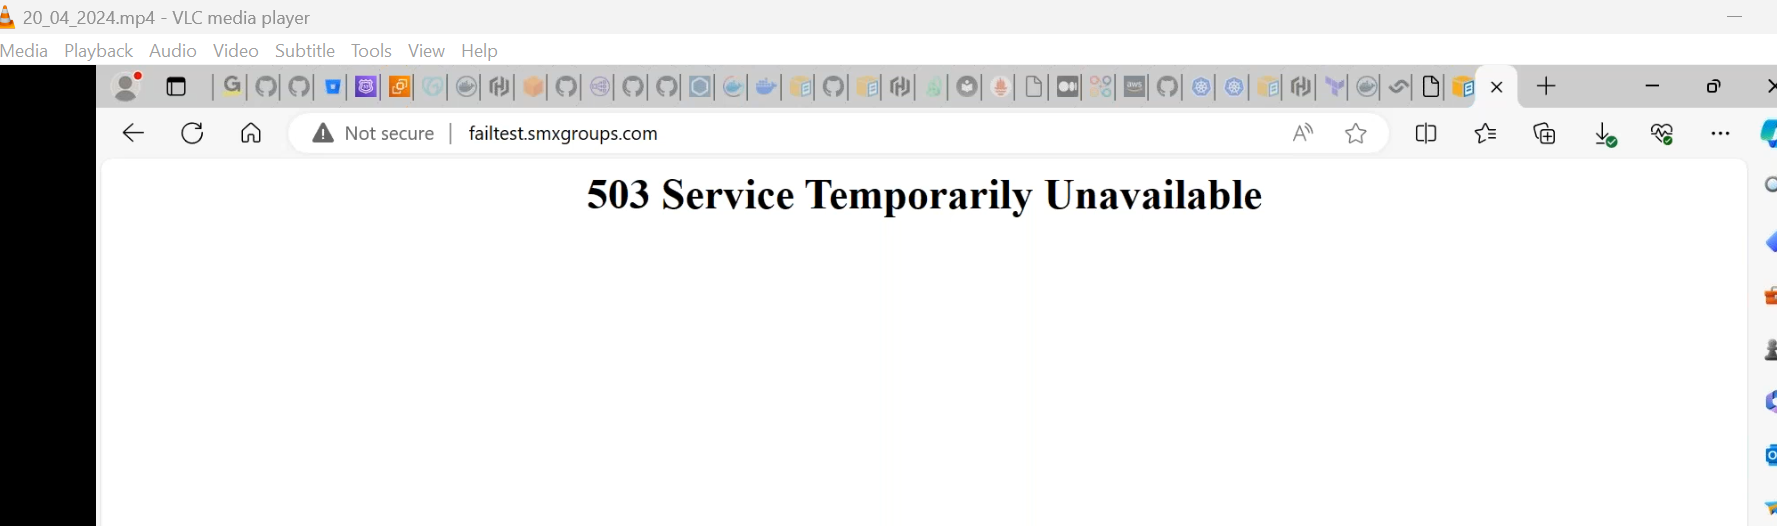 20_04_2024.mp4 - VLC media player
Media Playback Audio Video Subtitle Tools View Help
Not secure | failtest.smxgroups.com
503 Service Temporarily Unavailable